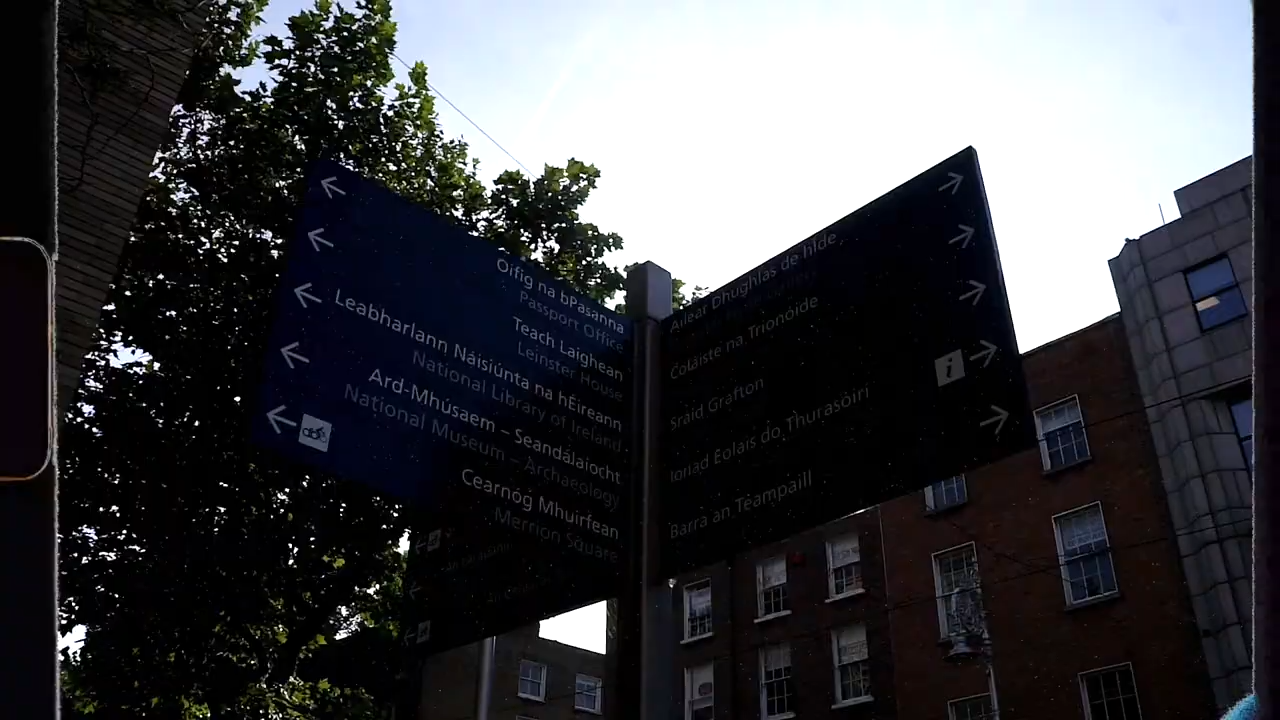 Oifig na bPasanna
Passport Office
Teach Laighean
Leinster House
Leabharlann Náisiúnta na hÉireann
National Library of Ireland
Ard-Mhúsaem – Seandálaíocht
National Museum – Archaeology
Cearnóg Mhuirfean
Merrion Square
Ailéar Dhughlas de híde
Coláiste na Tríonóide
Sráid Grafton
i
Ionad Eolais do Thurasóirí
Barra an Téampaill